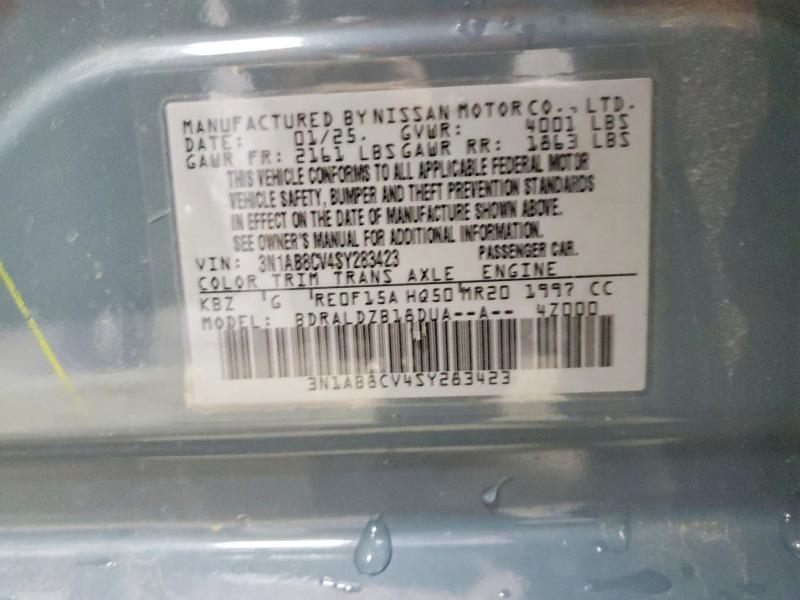 MANUFACTURED BY NISSAN MOTOR CO., LTD.
DATE: 01/25. GVWR: 4001 LBS
GAWR FR: 2161 LBS GAWR RR: 1863 LBS
THIS VEHICLE CONFORMS TO ALL APPLICABLE FEDERAL MOTOR
VEHICLE SAFETY, BUMPER AND THEFT PREVENTION STANDARDS
IN EFFECT ON THE DATE OF MANUFACTURE SHOWN ABOVE.
SEE OWNER'S MANUAL FOR ADDITIONAL INFORMATION.
VIN: 3N1AB8CV4SY283423 PASSENGER CAR.
COLOR TRIM TRANS AXLE ENGINE
KBZ G RE0F15A HQ50 MR20 1997 CC
MODEL: BDRALDZB18DUA--A-- 4Z000
3N1AB8CV4SY283423